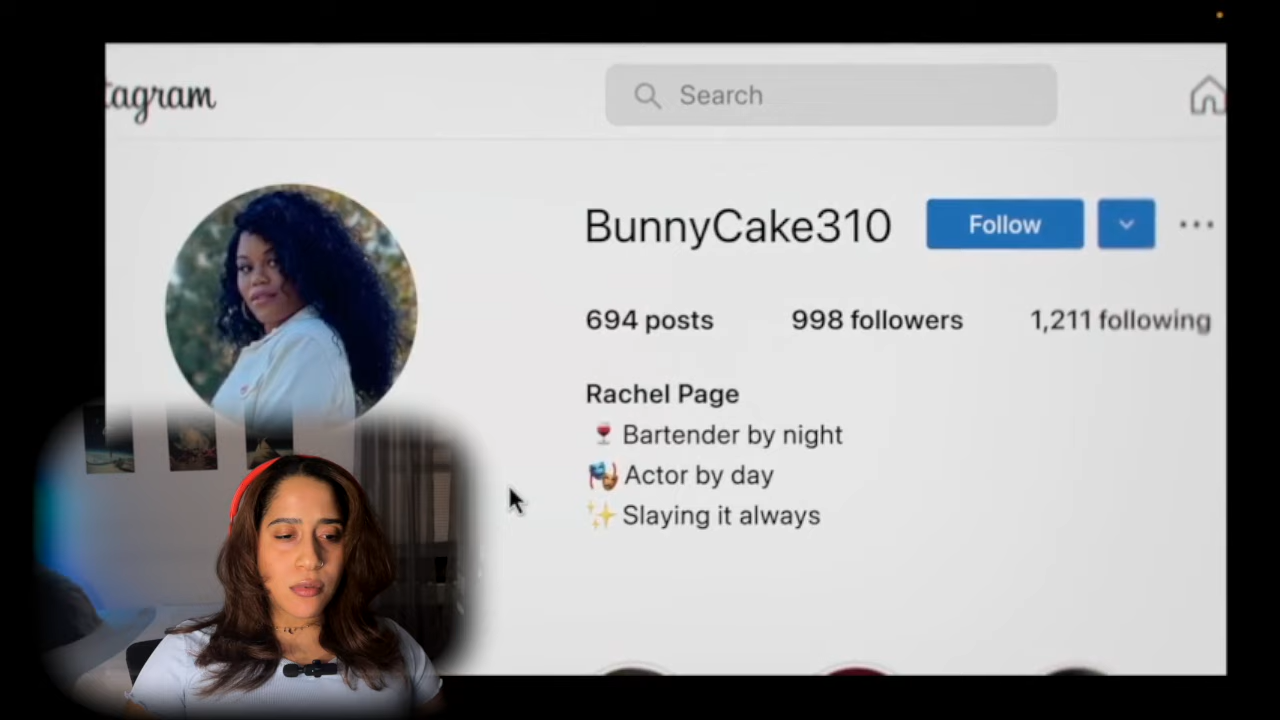 tagram
Search
BunnyCake310
Follow
694 posts
998 followers
1,211 following
Rachel Page
🍷 Bartender by night
🎭 Actor by day
✨ Slaying it always